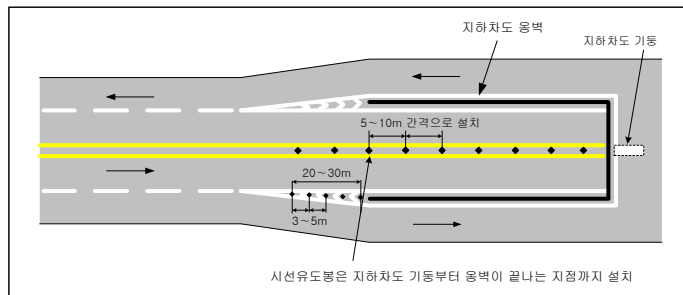 지하차도 옹벽
지하차도 기둥
5~10m 간격으로 설치
20~30m
3~5m
시선유도봉은 지하차도 기둥부터 옹벽이 끝나는 지점까지 설치